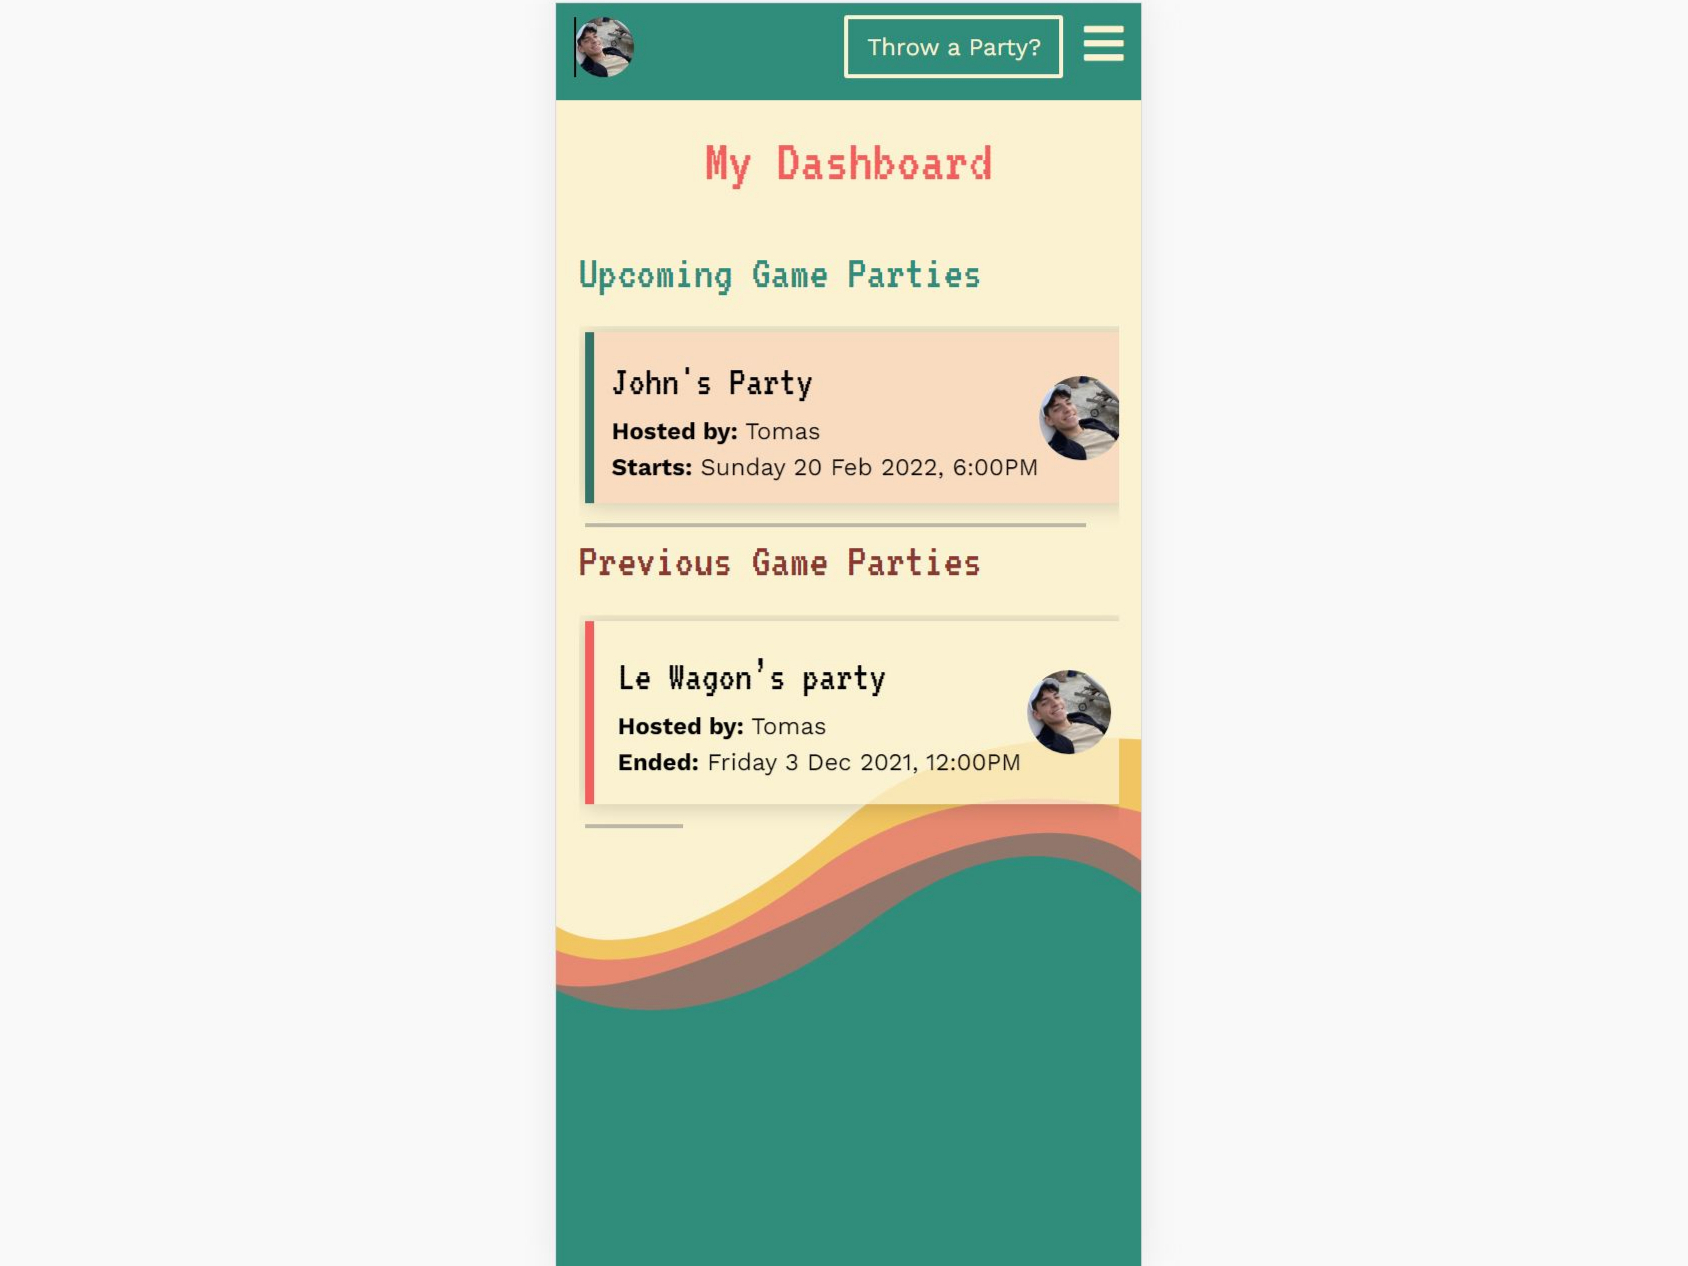 Throw a Party?
My Dashboard
Upcoming Game Parties
John's Party
Hosted by: Tomas
Starts: Sunday 20 Feb 2022, 6:00PM
Previous Game Parties
Le Wagon’s party
Hosted by: Tomas
Ended: Friday 3 Dec 2021, 12:00PM